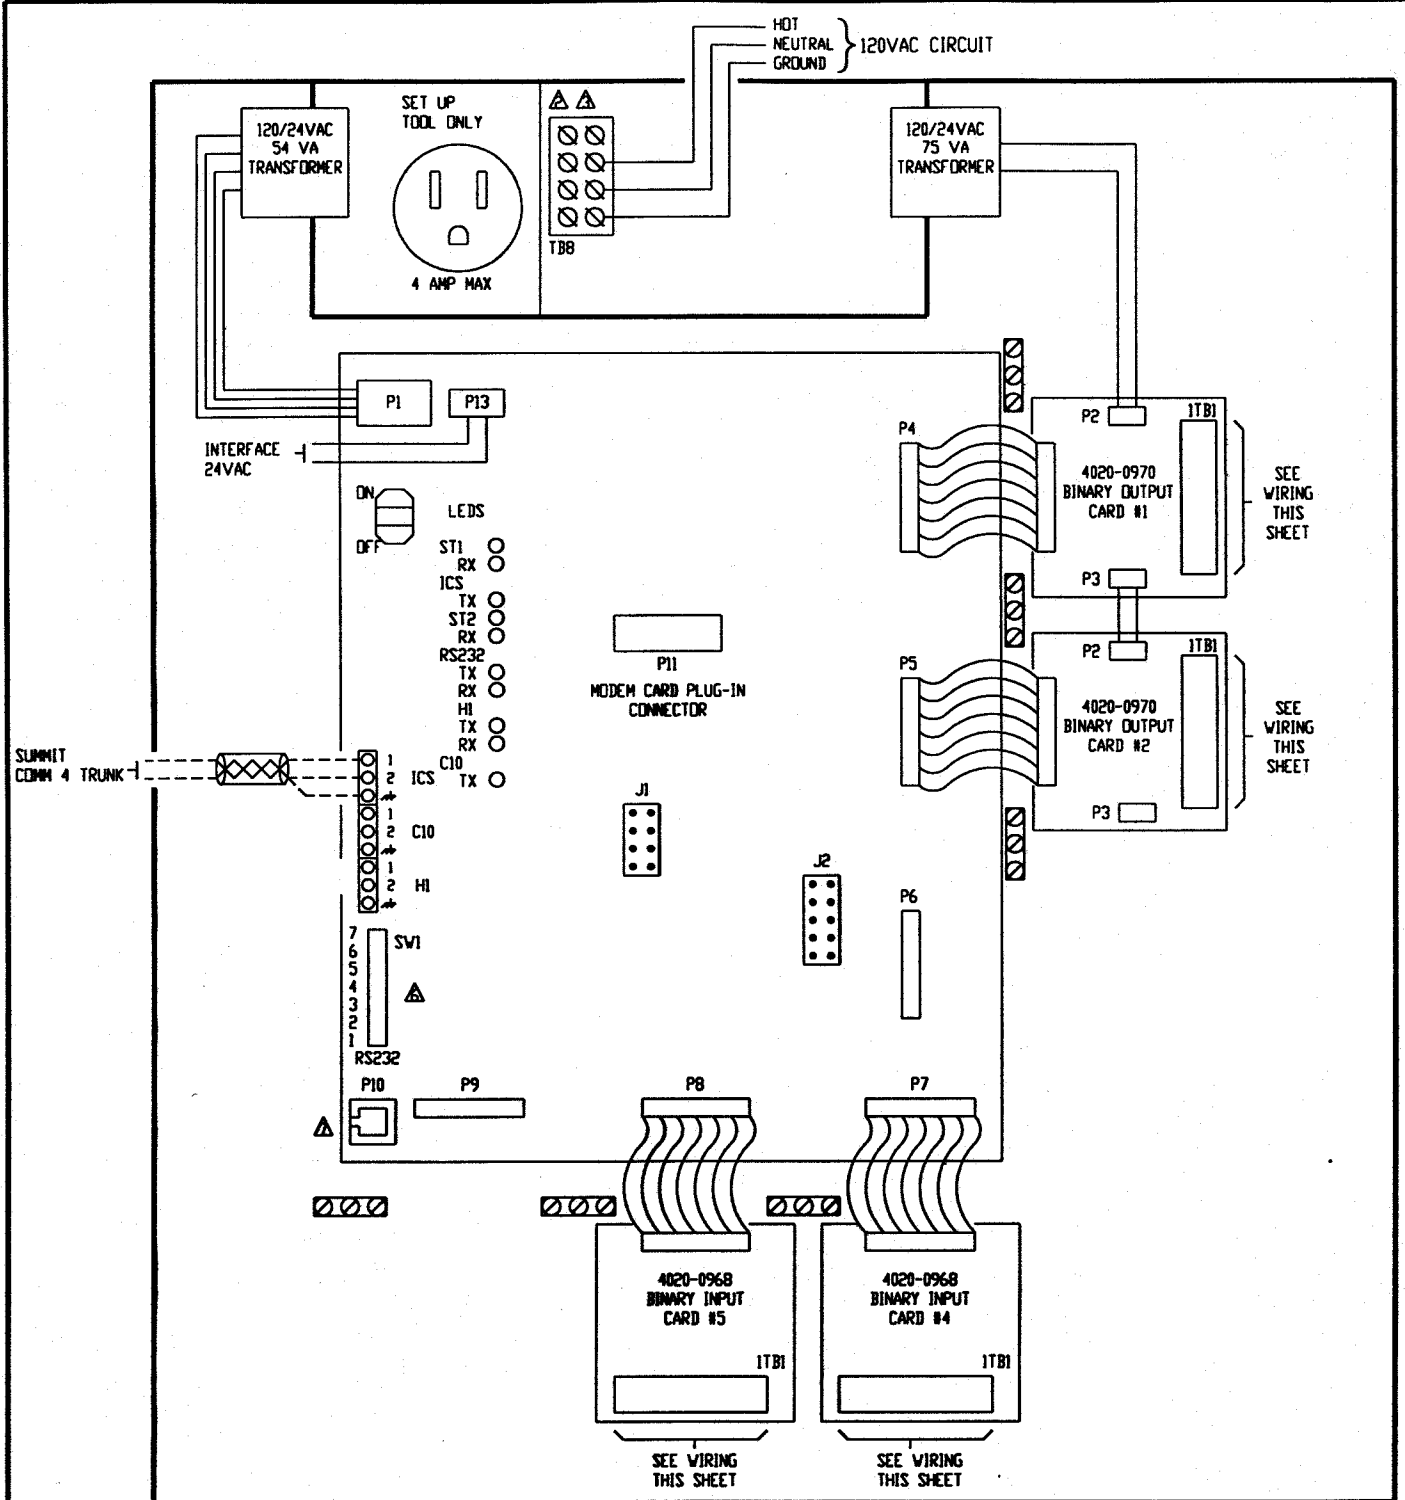 HOT
NEUTRAL
GROUND
120VAC CIRCUIT
120/24VAC
54 VA
TRANSFORMER
SET UP
TOOL ONLY
4 AMP MAX
2 3
TB8
120/24VAC
75 VA
TRANSFORMER
P1
P13
INTERFACE
24VAC
ON
OFF
LEDS
ST1
RX
ICS
TX
ST2
RX
RS232
TX
RX
H1
TX
RX
C10
TX
P11
MODEM CARD PLUG-IN
CONNECTOR
P4
P2
1TB1
4020-0970
BINARY OUTPUT
CARD #1
P3
SEE
WIRING
THIS
SHEET
P5
P2
1TB1
4020-0970
BINARY OUTPUT
CARD #2
P3
SEE
WIRING
THIS
SHEET
SUMMIT
COMM 4 TRUNK
1
2 ICS
1
2 C10
1
2 H1
J1
J2
P6
7
6
5
4
3
2
1
SW1
6
RS232
P10
P9
P8
P7
7
4020-0968
BINARY INPUT
CARD #5
1TB1
SEE WIRING
THIS SHEET
4020-0968
BINARY INPUT
CARD #4
1TB1
SEE WIRING
THIS SHEET